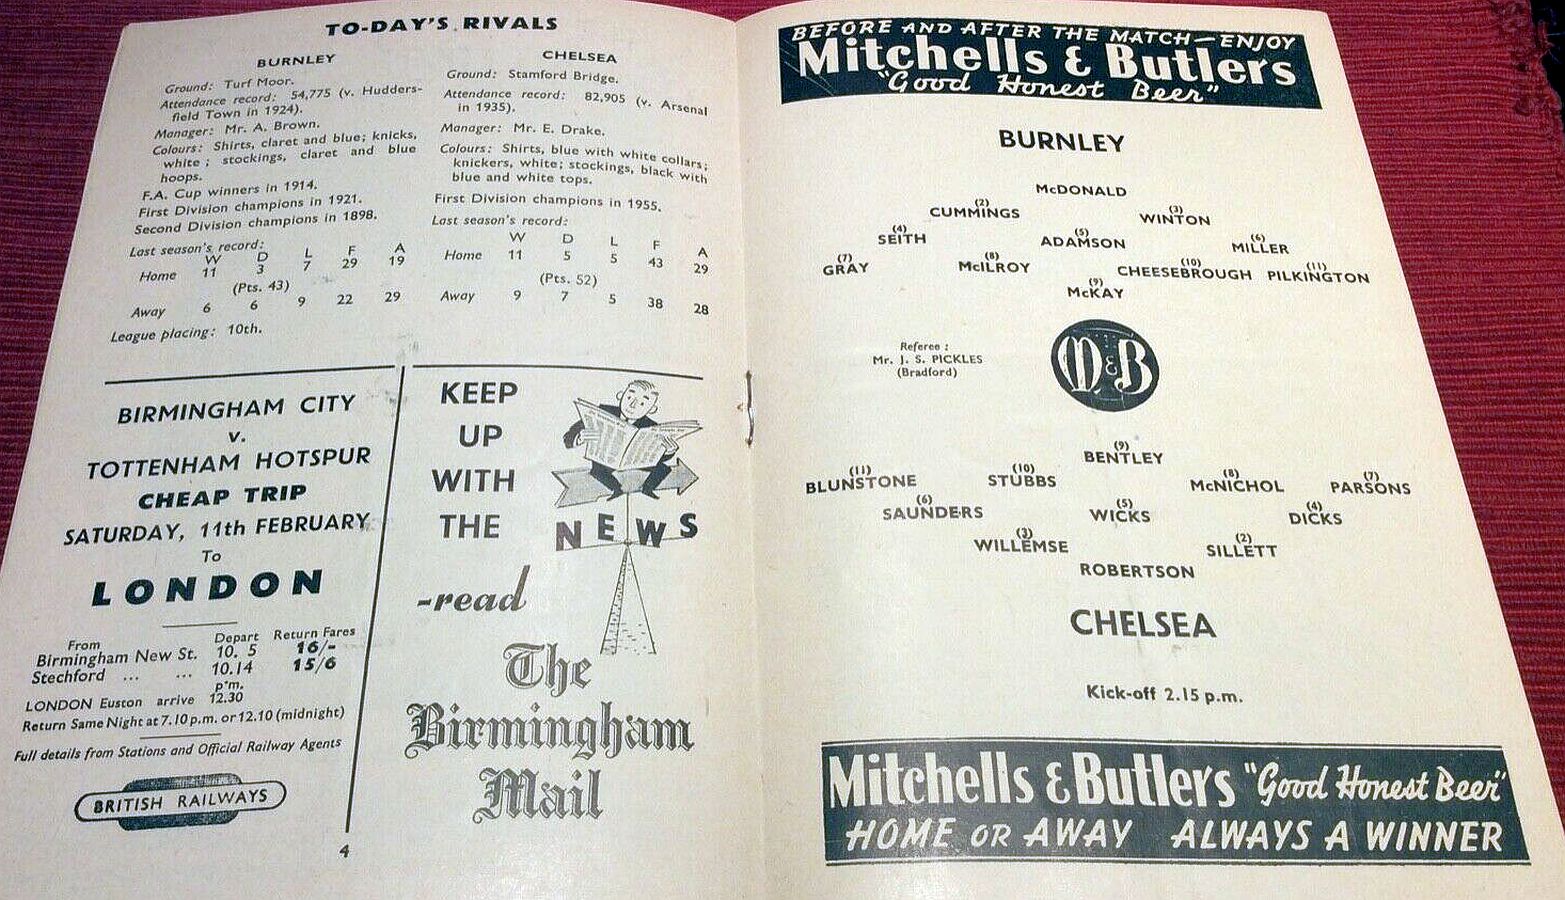 TO-DAY'S RIVALS
BURNLEY
Ground: Turf Moor.
Attendance record: 54,775 (v. Hudders-
field Town in 1924).
Manager: Mr. A. Brown.
Colours: Shirts, claret and blue; knicks,
white; stockings, claret and blue
hoops.
F.A. Cup winners in 1914.
First Division champions in 1921.
Second Division champions in 1898.
Last season's record:
W D L F A
Home 11 3 7 29 19
(Pts. 43)
Away 6 6 9 22 29
League placing: 10th.
CHELSEA
Ground: Stamford Bridge.
Attendance record: 82,905 (v. Arsenal
in 1935).
Manager: Mr. E. Drake.
Colours: Shirts, blue with white collars;
knickers, white; stockings, black with
blue and white tops.
First Division champions in 1955.
Last season's record:
W D L F A
Home 11 5 5 43 29
(Pts. 52)
Away 9 7 5 38 28
BIRMINGHAM CITY
v.
TOTTENHAM HOTSPUR
CHEAP TRIP
SATURDAY, 11th FEBRUARY
To
LONDON
From Depart Return Fares
Birmingham New St. 10. 5 16/-
Stechford ... ... 10.14 15/6
p.m.
LONDON Euston arrive 12.30
Return Same Night at 7.10 p.m. or 12.10 (midnight)
Full details from Stations and Official Railway Agents
BRITISH RAILWAYS
4
KEEP
UP
WITH
THE
NEWS
-read
The
Birmingham
Mail
BEFORE AND AFTER THE MATCH—ENJOY
Mitchells & Butlers
"Good Honest Beer"
BURNLEY
McDONALD
(2) (3)
CUMMINGS WINTON
(4) (5) (6)
SEITH ADAMSON MILLER
(7) (8) (10) (11)
GRAY McILROY CHEESEBROUGH PILKINGTON
(9)
McKAY
Referee :
Mr. J. S. PICKLES
(Bradford)
M&B
(9)
BENTLEY
(11) (10) (8) (7)
BLUNSTONE STUBBS McNICHOL PARSONS
(6) (5) (4)
SAUNDERS WICKS DICKS
(3) (2)
WILLEMSE SILLETT
ROBERTSON
CHELSEA
Kick-off 2.15 p.m.
Mitchells & Butlers "Good Honest Beer"
HOME OR AWAY ALWAYS A WINNER